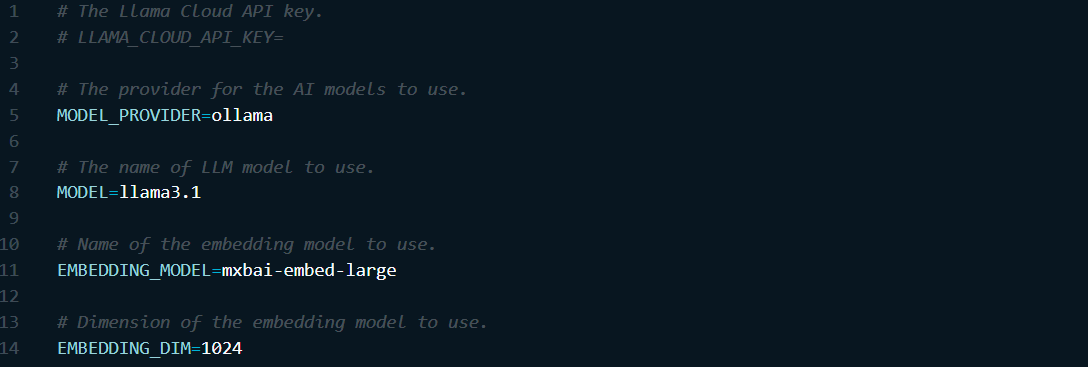 1 # The Llama Cloud API key.
2 # LLAMA_CLOUD_API_KEY=
3
4 # The provider for the AI models to use.
5 MODEL_PROVIDER=ollama
6
7 # The name of LLM model to use.
8 MODEL=llama3.1
9
10 # Name of the embedding model to use.
11 EMBEDDING_MODEL=mxbai-embed-large
12
13 # Dimension of the embedding model to use.
14 EMBEDDING_DIM=1024